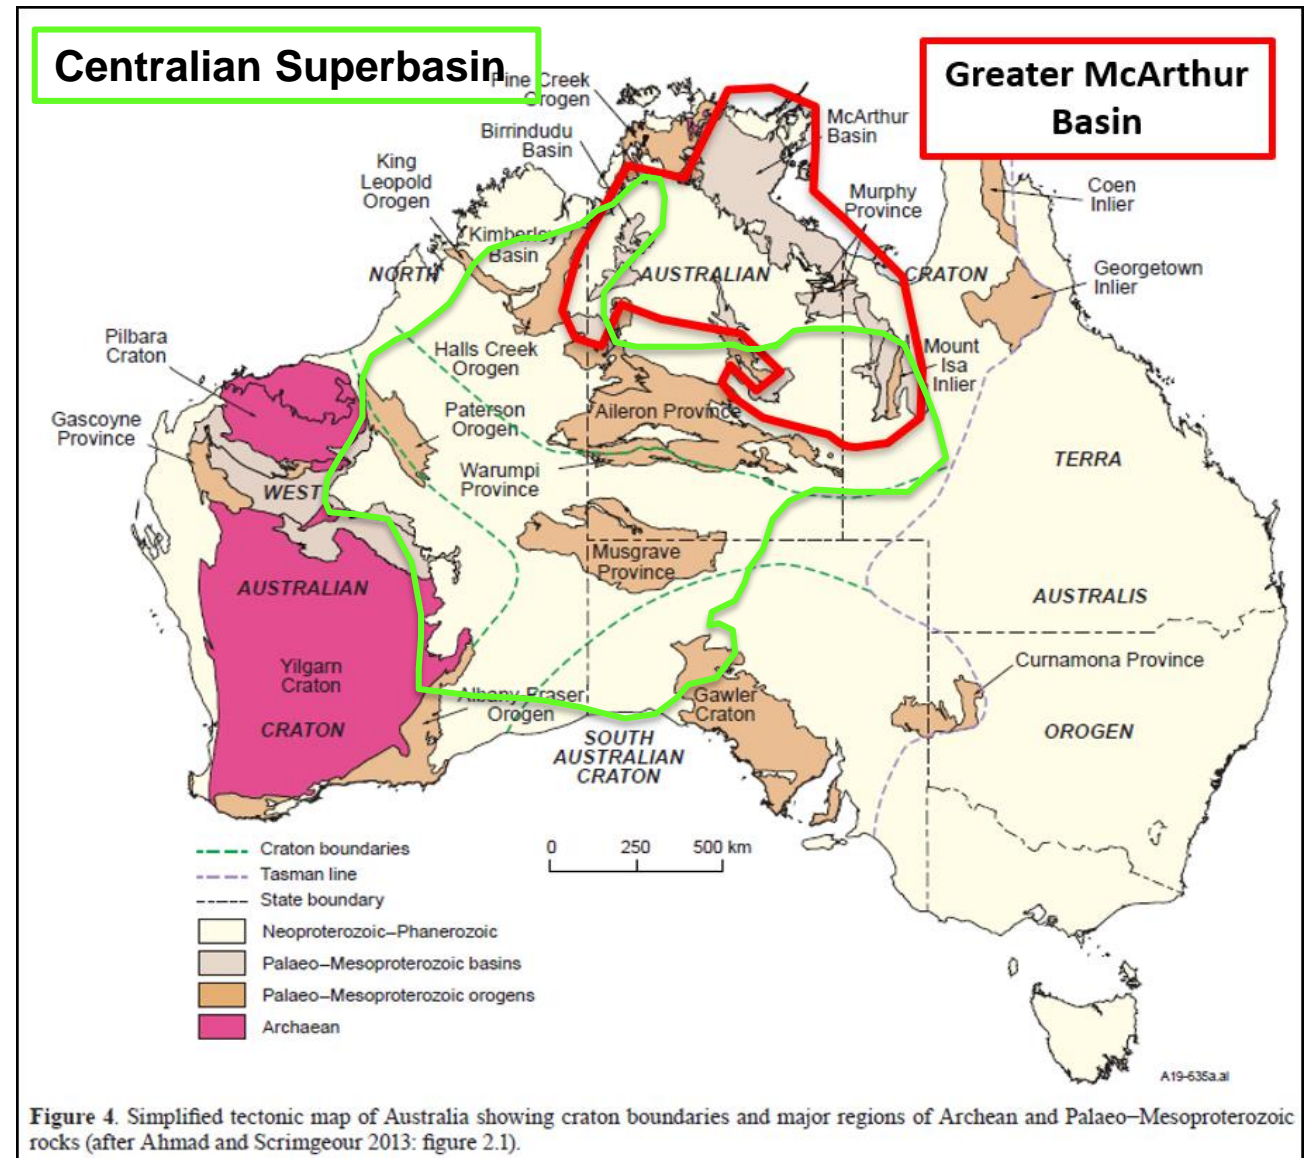 Centralian Superbasin
Greater McArthur
Basin
Pine Creek
Orogen
Birrindudu
Basin
McArthur
Basin
King
Leopold
Orogen
Murphy
Province
Coen
Inlier
Kimberley
Basin
NORTH
AUSTRALIAN
CRATON
Georgetown
Inlier
Pilbara
Craton
Halls Creek
Orogen
Mount
Isa
Inlier
Gascoyne
Province
Paterson
Orogen
Aileron Province
Warumpi
Province
TERRA
WEST
Musgrave
Province
AUSTRALIAN
AUSTRALIS
Yilgarn
Craton
Curnamona Province
Albany-Fraser
Orogen
Gawler
Craton
CRATON
SOUTH
AUSTRALIAN
CRATON
OROGEN
Craton boundaries
Tasman line
State boundary
Neoproterozoic–Phanerozoic
Palaeo–Mesoproterozoic basins
Palaeo–Mesoproterozoic orogens
Archaean
0 250 500 km
A19-635a.ai
Figure 4. Simplified tectonic map of Australia showing craton boundaries and major regions of Archean and Palaeo–Mesoproterozoic
rocks (after Ahmad and Scrimgeour 2013: figure 2.1).